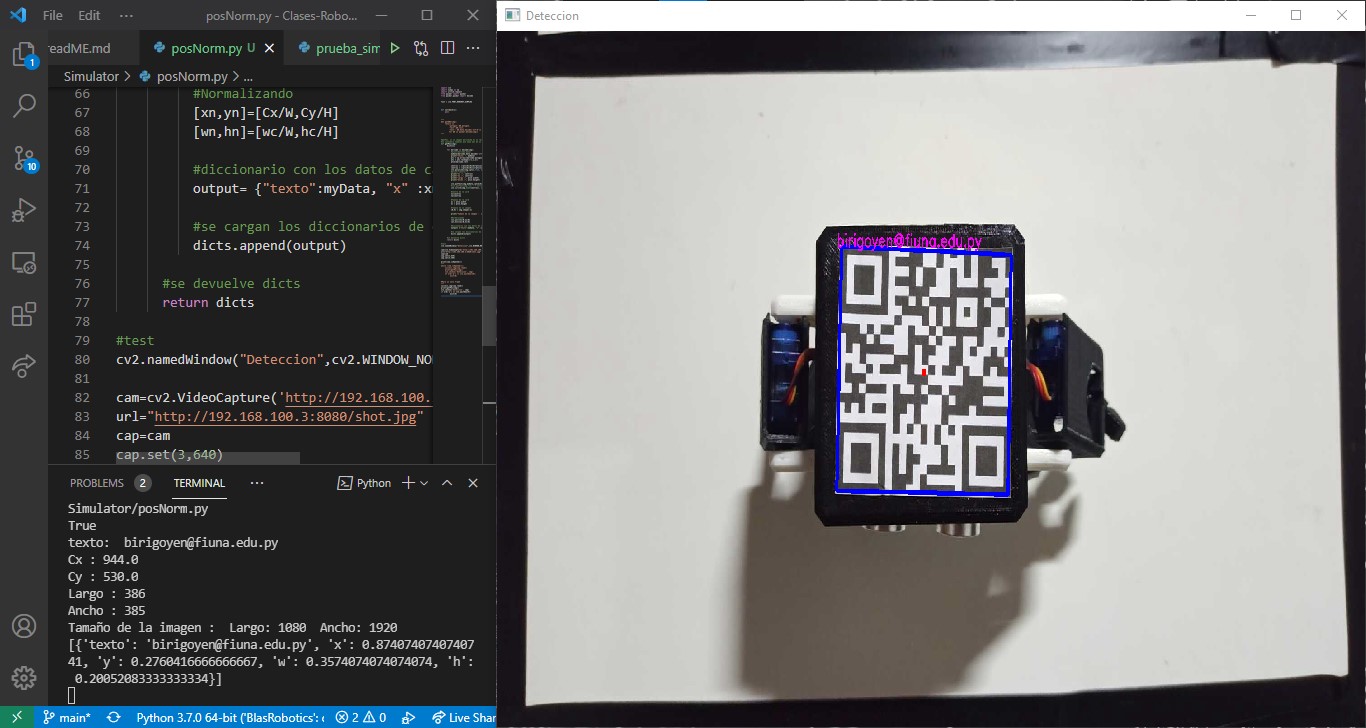 File Edit ··· posNorm.py - Clases-Robo...
readME.md posNorm.py U prueba_sim
Simulator > posNorm.py > ...
66 #Normalizando
67 [xn,yn]=[Cx/W,Cy/H]
68 [wn,hn]=[wc/W,hc/H]
69
70 #diccionario con los datos de c
71 output= {"texto":myData, "x" :x
72
73 #se cargan los diccionarios de
74 dicts.append(output)
75
76 #se devuelve dicts
77 return dicts
78
79 #test
80 cv2.namedWindow("Deteccion",cv2.WINDOW_NO
81
82 cam=cv2.VideoCapture('http://192.168.100.
83 url="http://192.168.100.3:8080/shot.jpg"
84 cap=cam
85 cap.set(3,640)
PROBLEMS 2 TERMINAL ··· Python
Simulator/posNorm.py
True
texto:  birigoyen@fiuna.edu.py
Cx : 944.0
Cy : 530.0
Largo : 386
Ancho : 385
Tamaño de la imagen :  Largo: 1080  Ancho: 1920
[{'texto': 'birigoyen@fiuna.edu.py', 'x': 0.87407407407407
41, 'y': 0.2760416666666667, 'w': 0.3574074074074074, 'h':
 0.20052083333333334}]
1
10
main* Python 3.7.0 64-bit ('BlasRobotics': 2 0 Live Shar
Deteccion
birigoyen@fiuna.edu.py